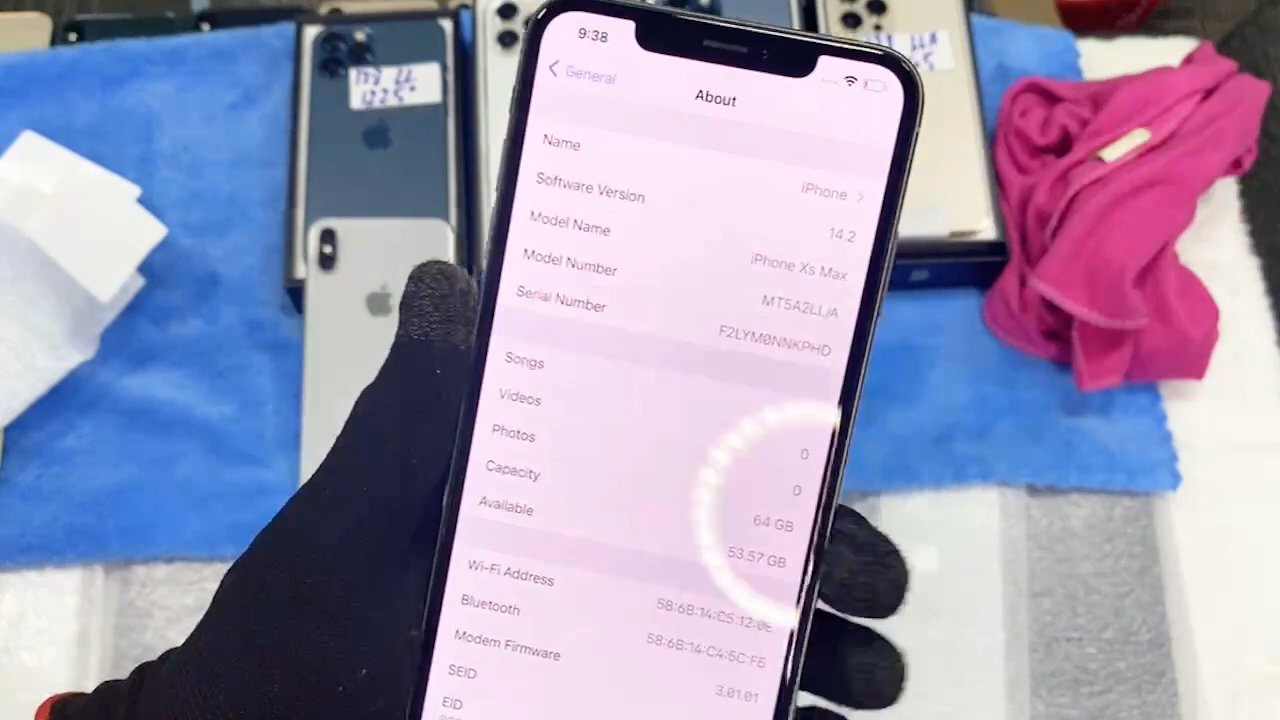 9:38
General
About
Name
iPhone
Software Version
14.2
Model Name
iPhone Xs Max
Model Number
MT5A2LL/A
Serial Number
F2LYM0NNKPHD
Songs
0
Videos
0
Photos
Capacity
64 GB
Available
53.57 GB
Wi-Fi Address
58:6B:14:C5:12:0E
Bluetooth
58:6B:14:C4:5C:F5
Modem Firmware
3.01.01
SEID
EID
1225